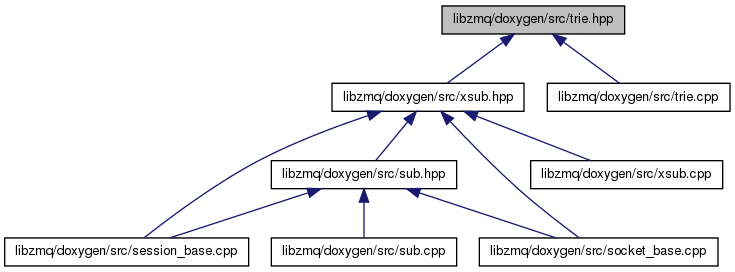 libzmq/doxygen/src/trie.hpp
libzmq/doxygen/src/xsub.hpp
libzmq/doxygen/src/trie.cpp
libzmq/doxygen/src/sub.hpp
libzmq/doxygen/src/xsub.cpp
libzmq/doxygen/src/session_base.cpp
libzmq/doxygen/src/sub.cpp
libzmq/doxygen/src/socket_base.cpp